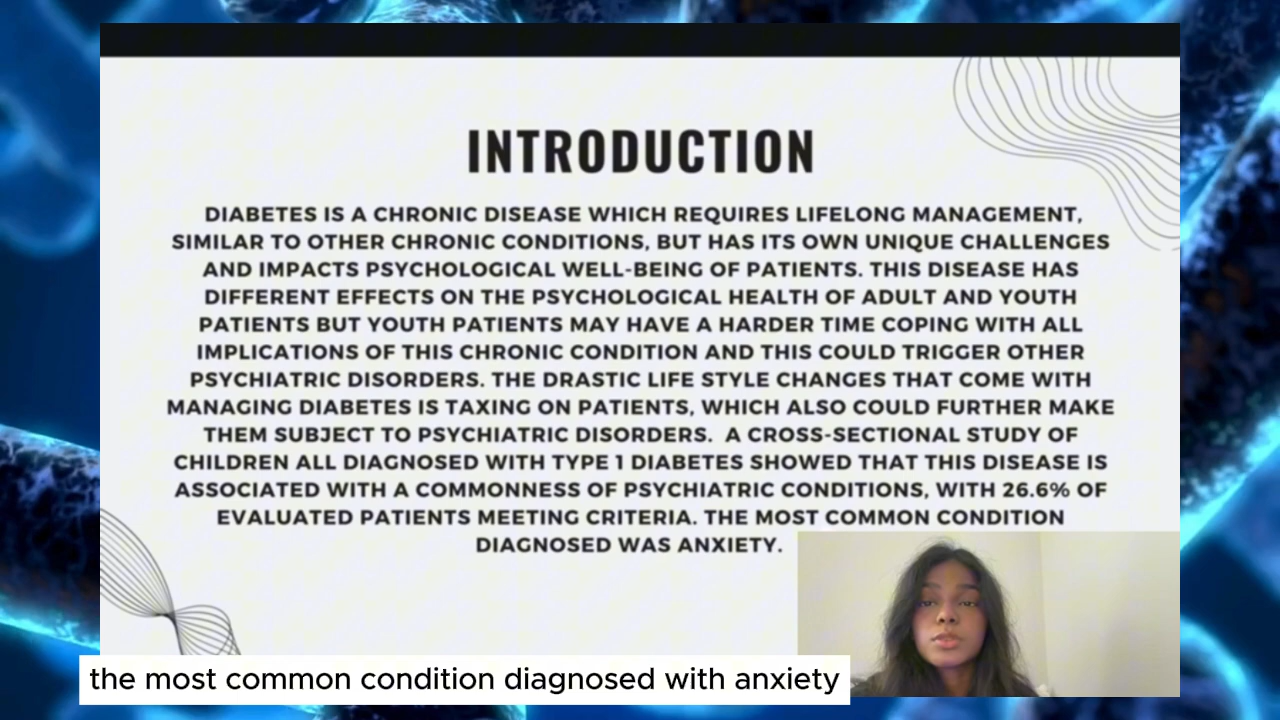 INTRODUCTION
DIABETES IS A CHRONIC DISEASE WHICH REQUIRES LIFELONG MANAGEMENT,
SIMILAR TO OTHER CHRONIC CONDITIONS, BUT HAS ITS OWN UNIQUE CHALLENGES
AND IMPACTS PSYCHOLOGICAL WELL-BEING OF PATIENTS. THIS DISEASE HAS
DIFFERENT EFFECTS ON THE PSYCHOLOGICAL HEALTH OF ADULT AND YOUTH
PATIENTS BUT YOUTH PATIENTS MAY HAVE A HARDER TIME COPING WITH ALL
IMPLICATIONS OF THIS CHRONIC CONDITION AND THIS COULD TRIGGER OTHER
PSYCHIATRIC DISORDERS. THE DRASTIC LIFE STYLE CHANGES THAT COME WITH
MANAGING DIABETES IS TAXING ON PATIENTS, WHICH ALSO COULD FURTHER MAKE
THEM SUBJECT TO PSYCHIATRIC DISORDERS. A CROSS-SECTIONAL STUDY OF
CHILDREN ALL DIAGNOSED WITH TYPE 1 DIABETES SHOWED THAT THIS DISEASE IS
ASSOCIATED WITH A COMMONNESS OF PSYCHIATRIC CONDITIONS, WITH 26.6% OF
EVALUATED PATIENTS MEETING CRITERIA. THE MOST COMMON CONDITION
DIAGNOSED WAS ANXIETY.
the most common condition diagnosed with anxiety